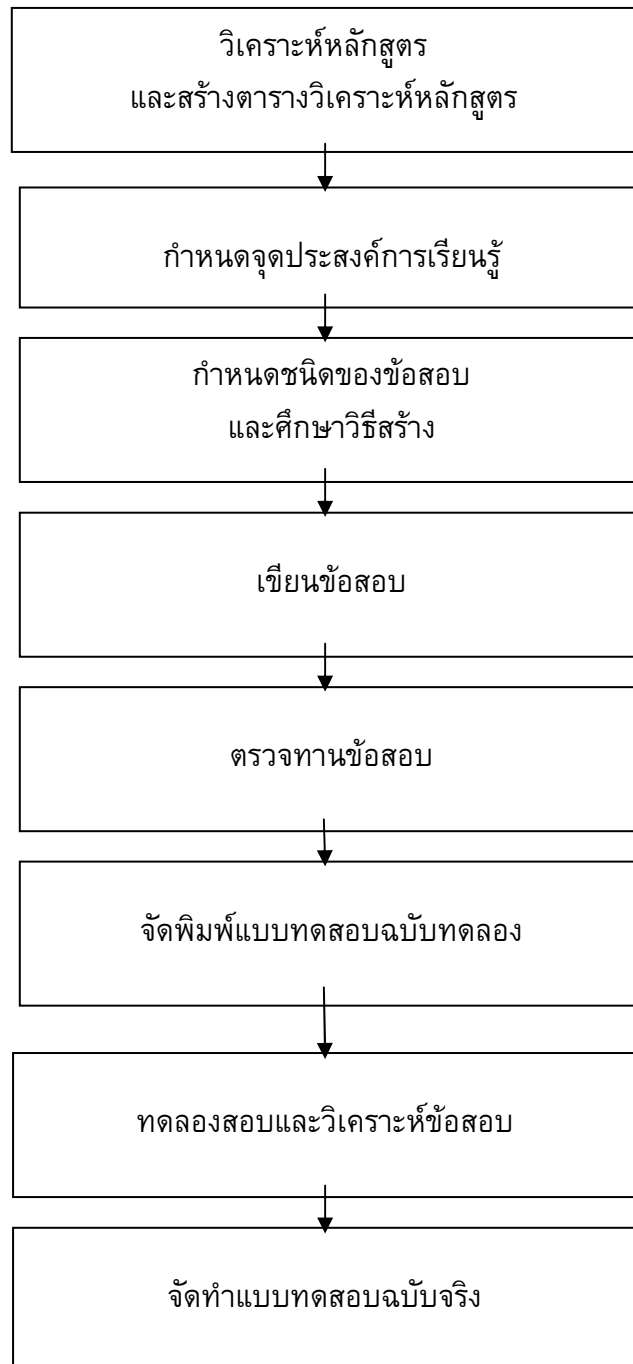 วิเคราะห์หลักสูตร
และสร้างตารางวิเคราะห์หลักสูตร
กำหนดจุดประสงค์การเรียนรู้
กำหนดชนิดของข้อสอบ
และศึกษาวิธีสร้าง
เขียนข้อสอบ
ตรวจทานข้อสอบ
จัดพิมพ์แบบทดสอบฉบับทดลอง
ทดลองสอบและวิเคราะห์ข้อสอบ
จัดทำแบบทดสอบฉบับจริง